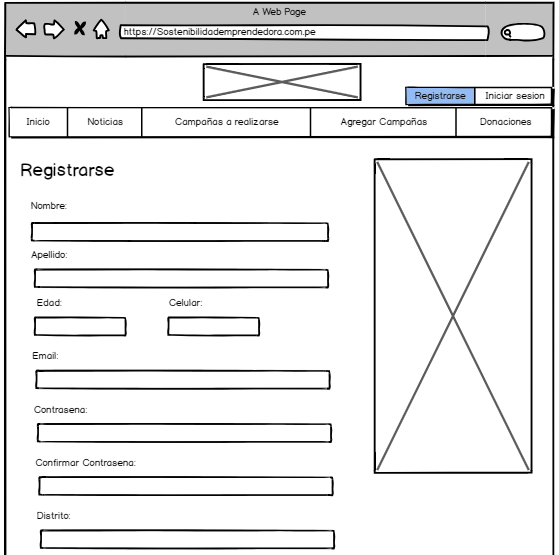 A Web Page
https://Sostenibilidademprendedora.com.pe
Registrarse Iniciar sesion
Inicio Noticias Campañas a realizarse Agregar Campañas Donaciones
Registrarse
Nombre:
Apellido:
Edad: Celular:
Email:
Contrasena:
Confirmar Contrasena:
Distrito: